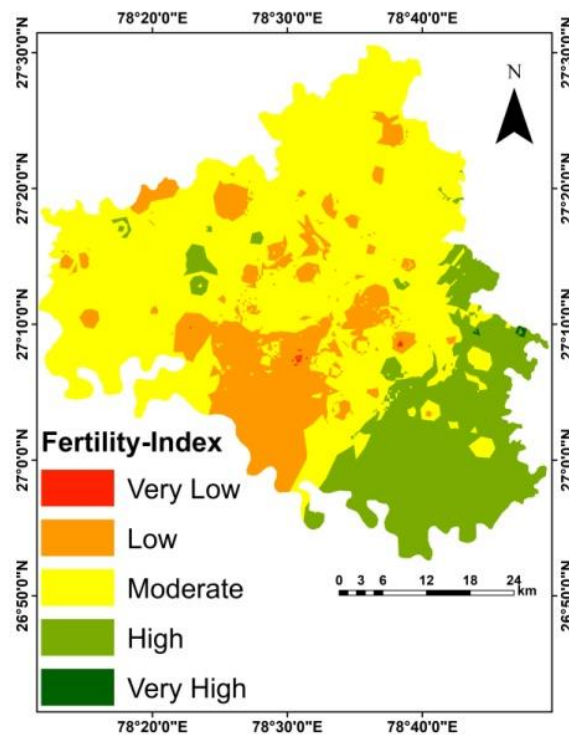 78°20'0"E 78°30'0"E 78°40'0"E
27°30'0"N 27°30'0"N
N
27°20'0"N 27°20'0"N
27°10'0"N 27°10'0"N
27°0'0"N 27°0'0"N
Fertility-Index
Very Low
Low
Moderate
High
Very High
0 3 6 12 18 24
km
26°50'0"N 26°50'0"N
78°20'0"E 78°30'0"E 78°40'0"E